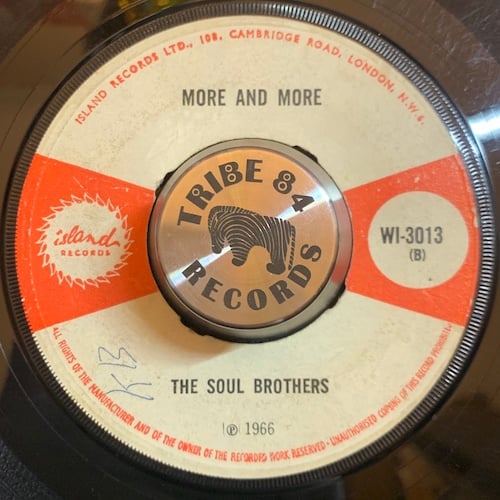 ISLAND RECORDS LTD., 108, CAMBRIDGE ROAD, LONDON, N.W.6.
MORE AND MORE
TRIBE 84
RECORDS
island
RECORDS
WI-3013
(B)
KB
THE SOUL BROTHERS
℗ 1966
ALL RIGHTS OF THE MANUFACTURER AND OF THE OWNER OF THE RECORDED WORK RESERVED - UNAUTHORISED COPYING OF THIS RECORD PROHIBITED